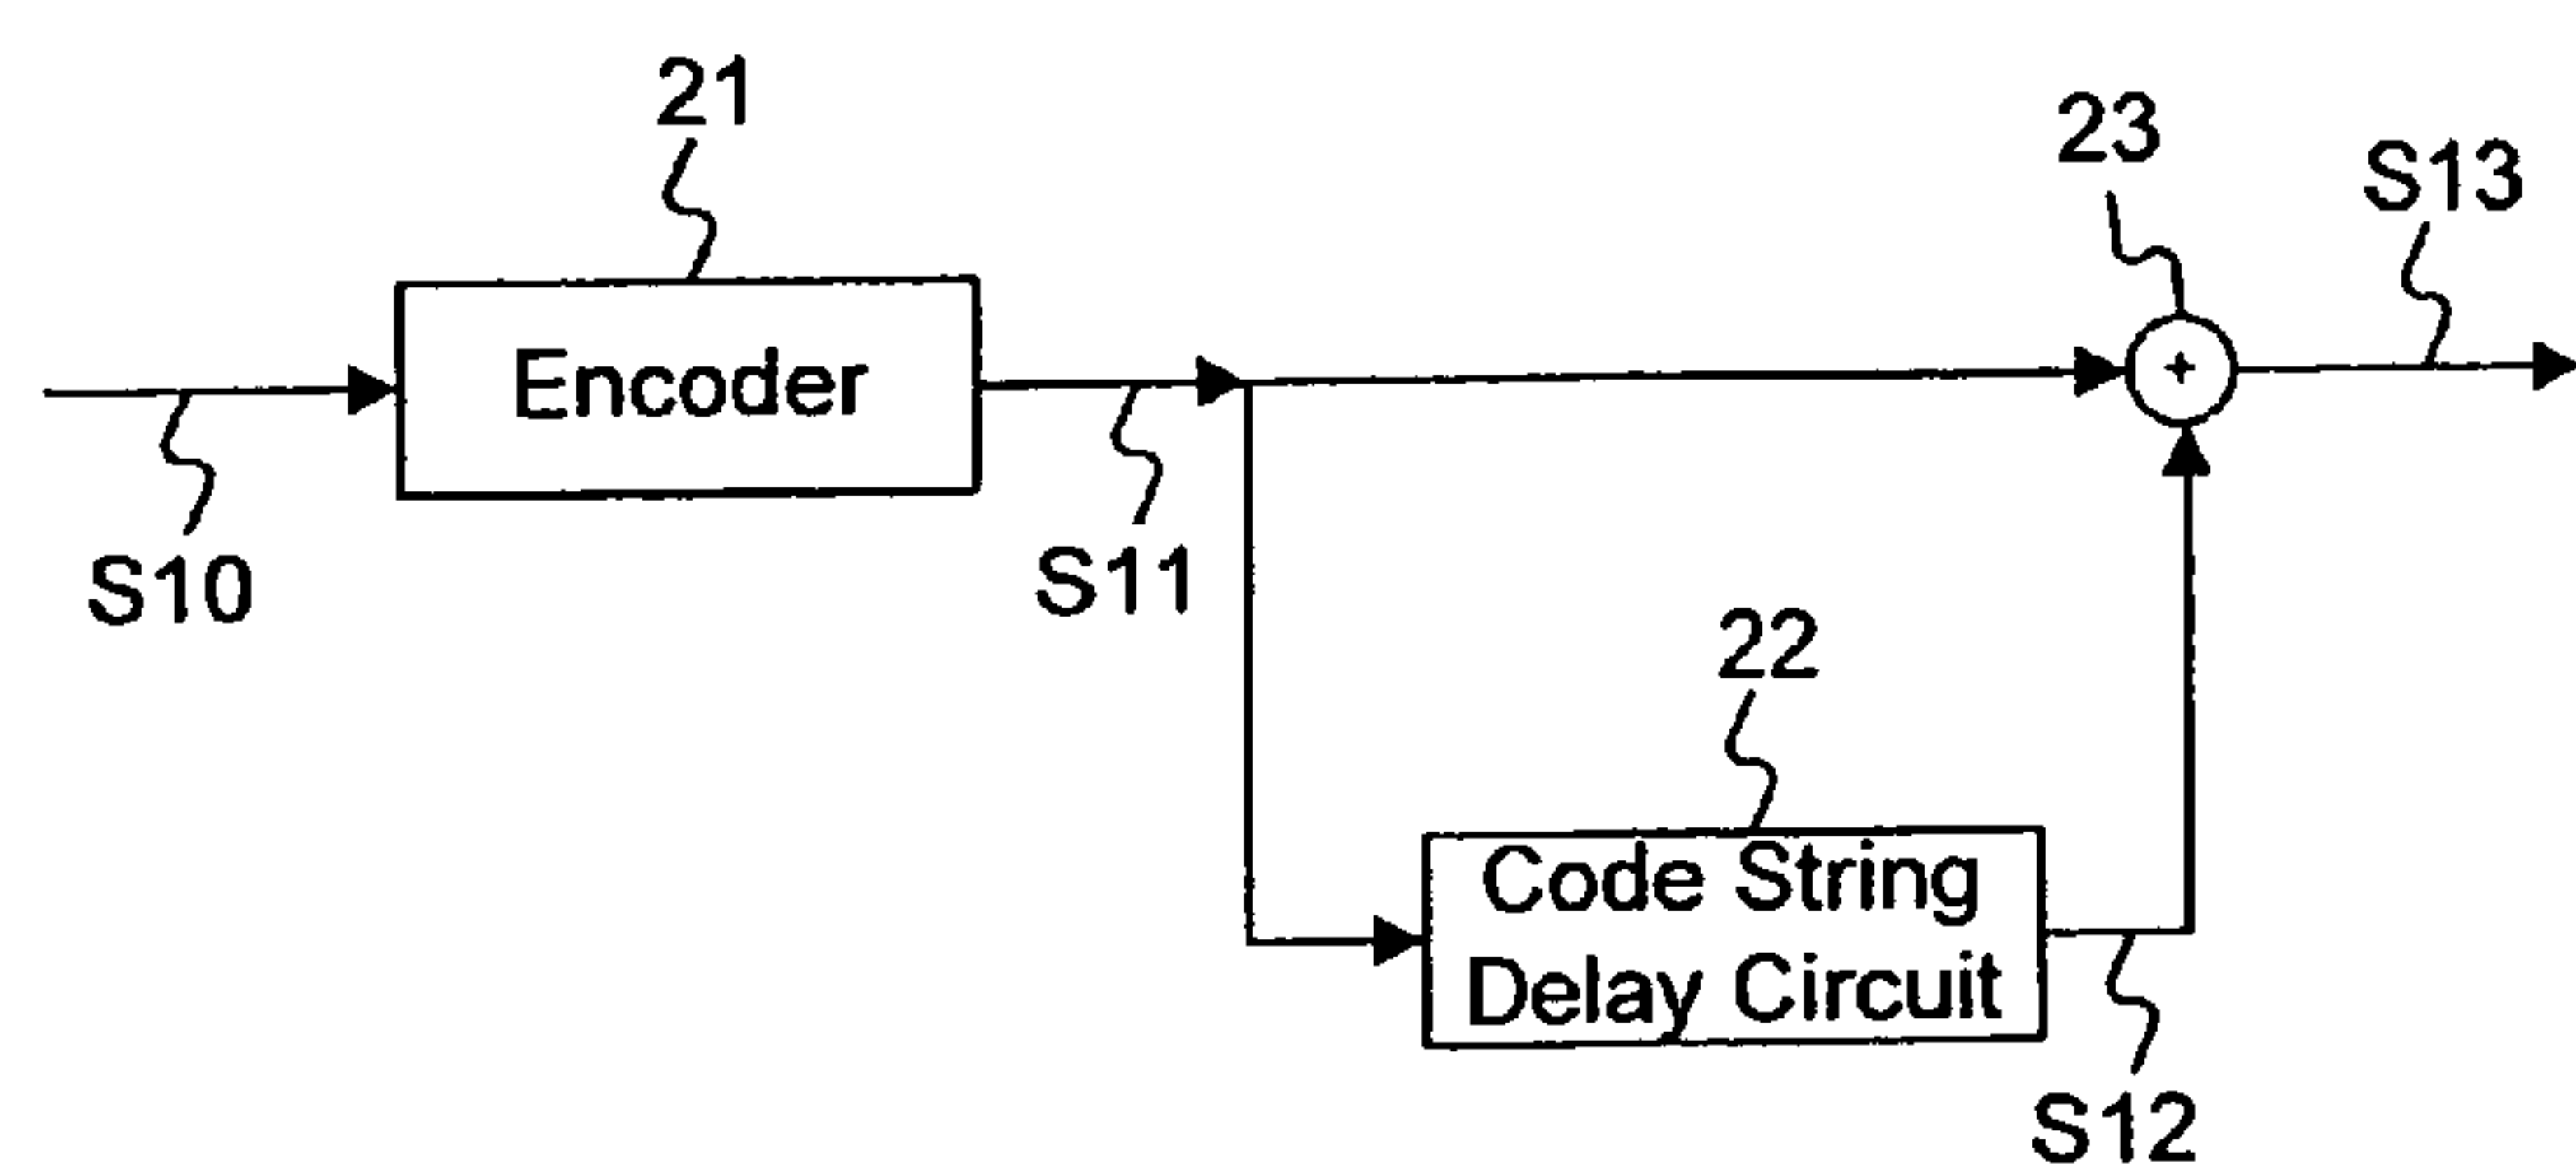 21
23
S13
Encoder
+
S10
S11
22
Code String
Delay Circuit
S12